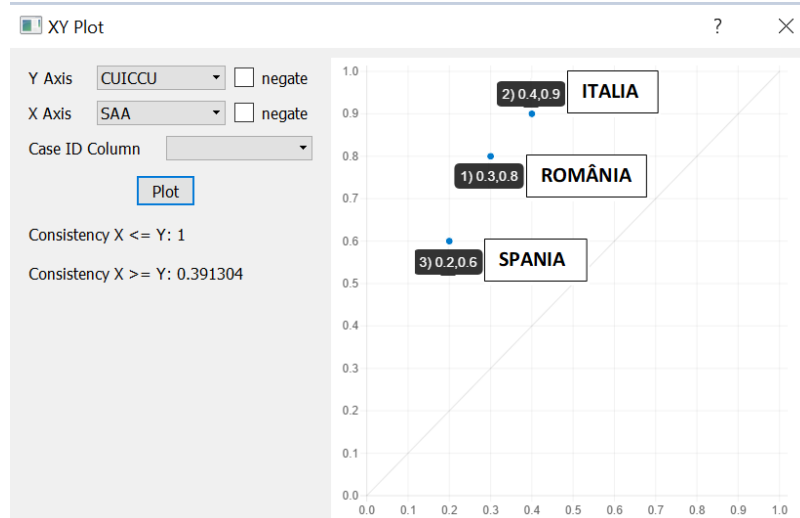 XY Plot
?
Y Axis CUICCU negate
X Axis SAA negate
Case ID Column
Plot
Consistency X <= Y: 1
Consistency X >= Y: 0.391304
1.0
0.9
0.8
0.7
0.6
0.5
0.4
0.3
0.2
0.1
0.0
2) 0.4,0.9 ITALIA
1) 0.3,0.8 ROMÂNIA
3) 0.2,0.6 SPANIA
0.0 0.1 0.2 0.3 0.4 0.5 0.6 0.7 0.8 0.9 1.0